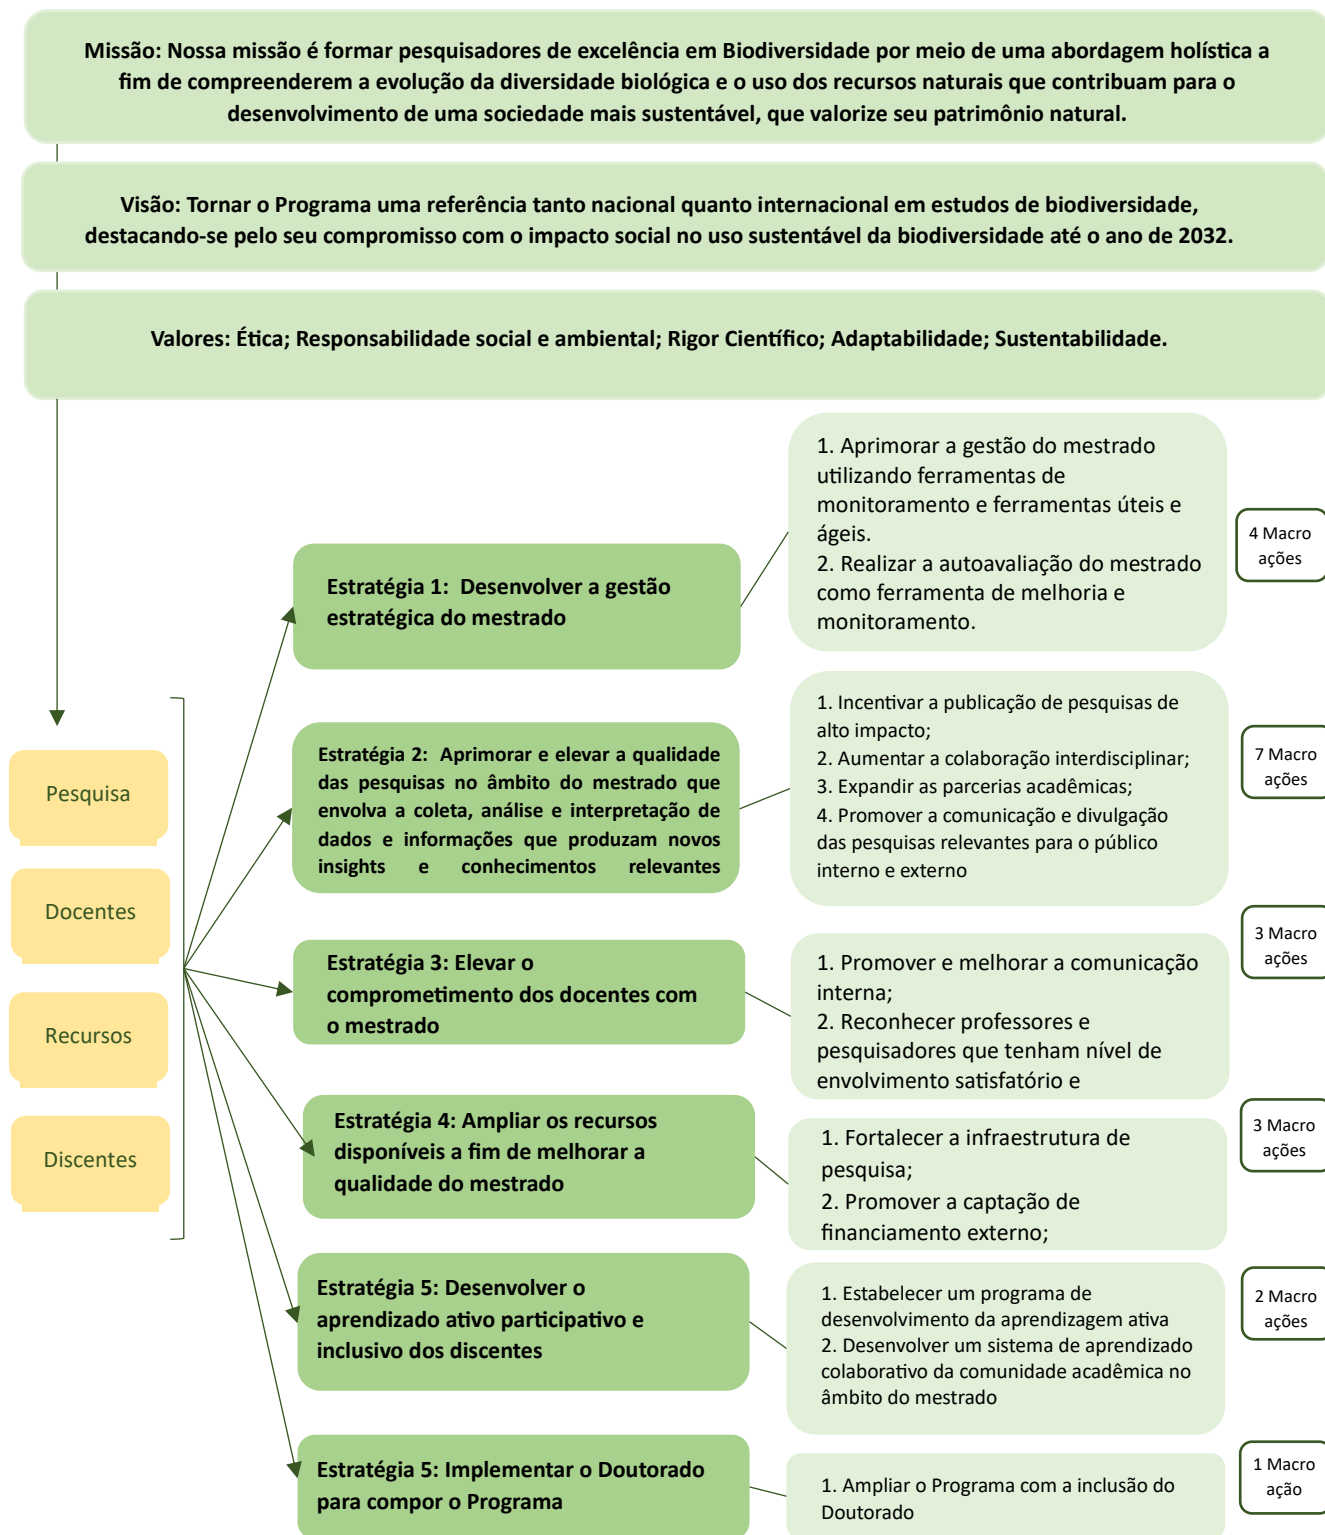 Missão: Nossa missão é formar pesquisadores de excelência em Biodiversidade por meio de uma abordagem holística a
fim de compreenderem a evolução da diversidade biológica e o uso dos recursos naturais que contribuam para o
desenvolvimento de uma sociedade mais sustentável, que valorize seu patrimônio natural.
Visão: Tornar o Programa uma referência tanto nacional quanto internacional em estudos de biodiversidade,
destacando-se pelo seu compromisso com o impacto social no uso sustentável da biodiversidade até o ano de 2032.
Valores: Ética; Responsabilidade social e ambiental; Rigor Científico; Adaptabilidade; Sustentabilidade.
Pesquisa
Docentes
Recursos
Discentes
Estratégia 1:  Desenvolver a gestão
estratégica do mestrado
1. Aprimorar a gestão do mestrado
utilizando ferramentas de
monitoramento e ferramentas úteis e
ágeis.
2. Realizar a autoavaliação do mestrado
como ferramenta de melhoria e
monitoramento.
4 Macro
ações
Estratégia 2:  Aprimorar e elevar a qualidade
das pesquisas no âmbito do mestrado que
envolva a coleta, análise e interpretação de
dados e informações que produzam novos
insights e conhecimentos relevantes
1. Incentivar a publicação de pesquisas de
alto impacto;
2. Aumentar a colaboração interdisciplinar;
3. Expandir as parcerias acadêmicas;
4. Promover a comunicação e divulgação
das pesquisas relevantes para o público
interno e externo
7 Macro
ações
Estratégia 3: Elevar o
comprometimento dos docentes com
o mestrado
1. Promover e melhorar a comunicação
interna;
2. Reconhecer professores e
pesquisadores que tenham nível de
envolvimento satisfatório e
3 Macro
ações
Estratégia 4: Ampliar os recursos
disponíveis a fim de melhorar a
qualidade do mestrado
1. Fortalecer a infraestrutura de
pesquisa;
2. Promover a captação de
financiamento externo;
3 Macro
ações
Estratégia 5: Desenvolver o
aprendizado ativo participativo e
inclusivo dos discentes
1. Estabelecer um programa de
desenvolvimento da aprendizagem ativa
2. Desenvolver um sistema de aprendizado
colaborativo da comunidade acadêmica no
âmbito do mestrado
2 Macro
ações
Estratégia 5: Implementar o Doutorado
para compor o Programa
1. Ampliar o Programa com a inclusão do
Doutorado
1 Macro
ação